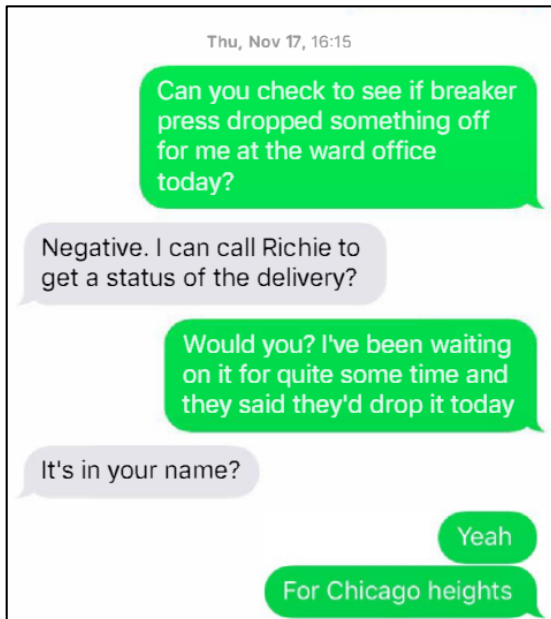 Thu, Nov 17, 16:15
Can you check to see if breaker
press dropped something off
for me at the ward office
today?
Negative. I can call Richie to
get a status of the delivery?
Would you? I've been waiting
on it for quite some time and
they said they'd drop it today
It's in your name?
Yeah
For Chicago heights